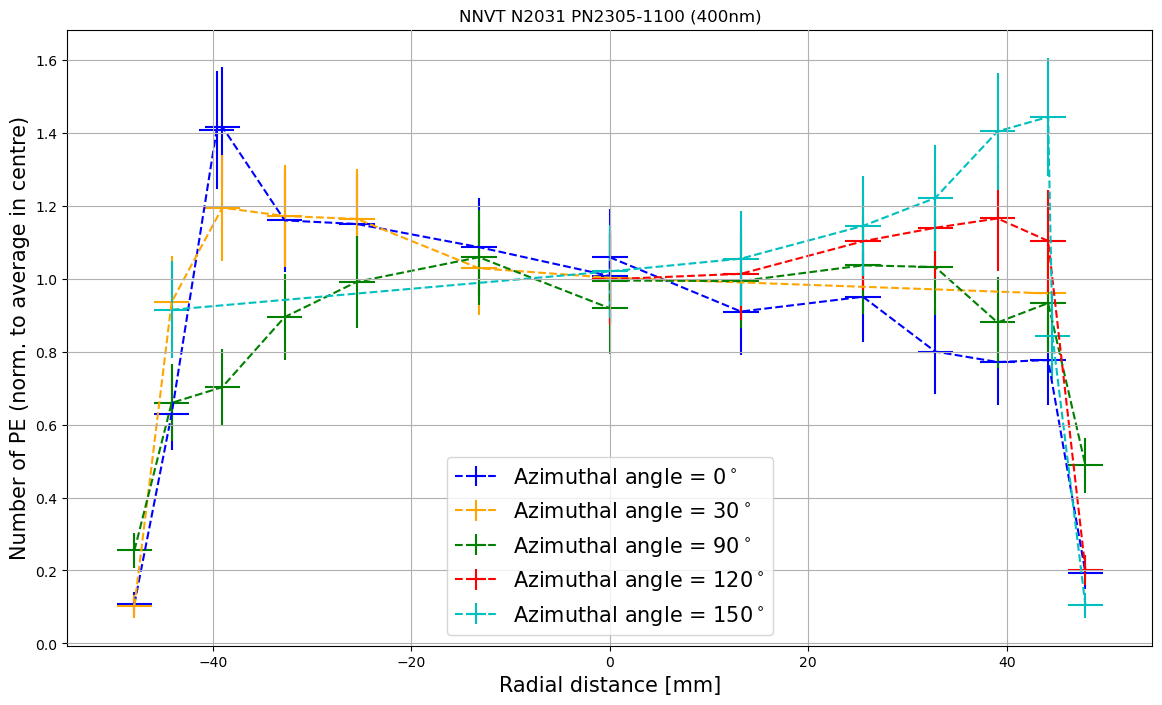 NNVT N2031 PN2305-1100 (400nm)
Number of PE (norm. to average in centre)
1.6
1.4
1.2
1.0
0.8
0.6
0.4
0.2
0.0
Azimuthal angle = 0°
Azimuthal angle = 30°
Azimuthal angle = 90°
Azimuthal angle = 120°
Azimuthal angle = 150°
−40 −20 0 20 40
Radial distance [mm]